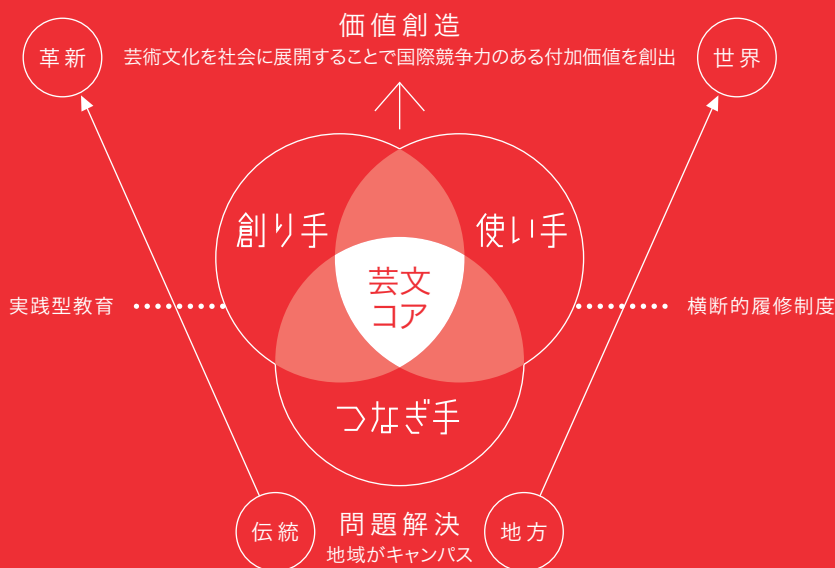 価値創造
芸術文化を社会に展開することで国際競争力のある付加価値を創出
革新
世界
創り手
使い手
芸文
コア
実践型教育
横断的履修制度
つなぎ手
伝統
問題解決
地域がキャンパス
地方